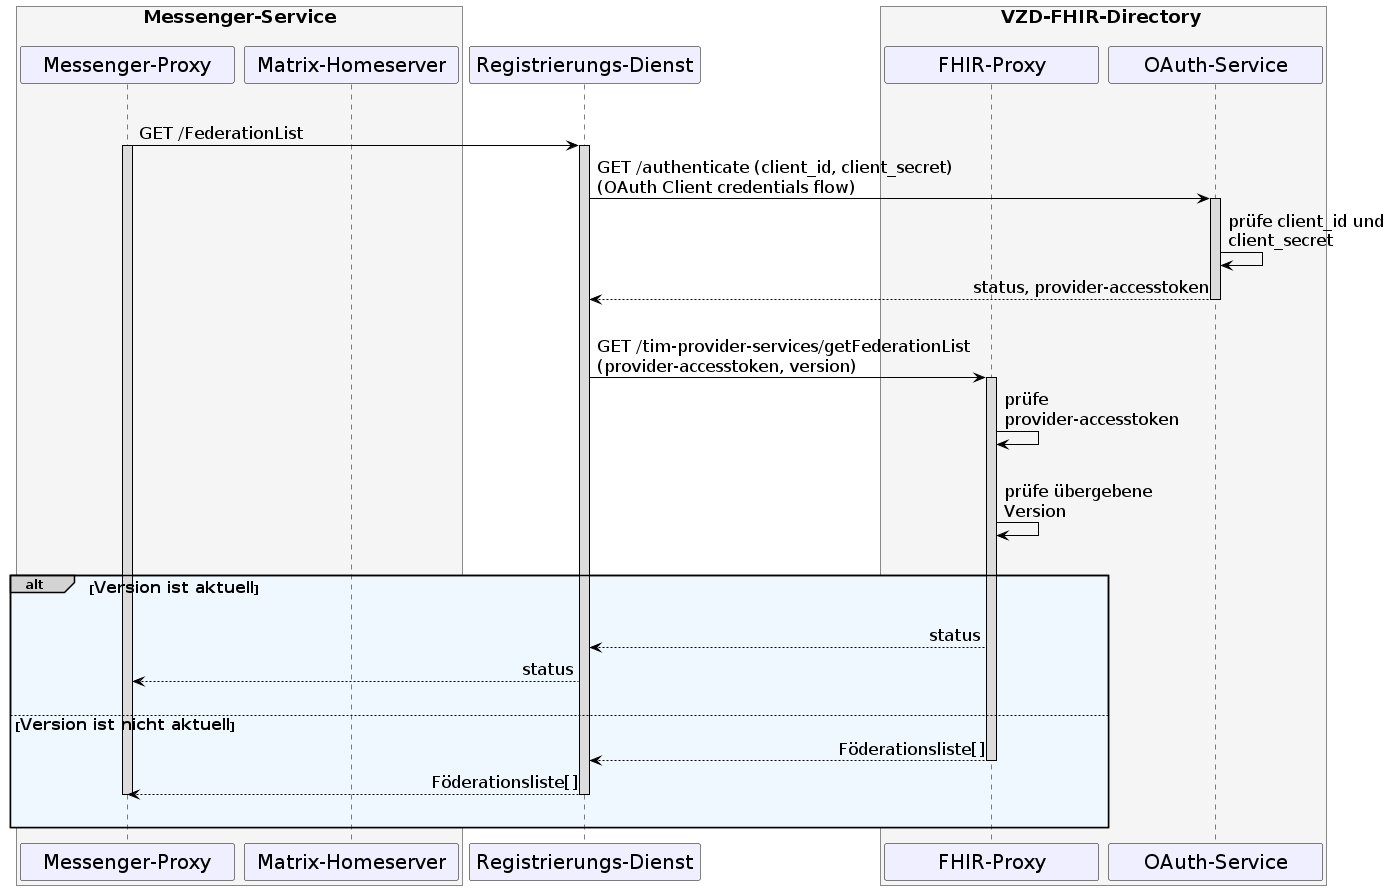 Messenger-Service
VZD-FHIR-Directory
Messenger-Proxy
Matrix-Homeserver
Registrierungs-Dienst
FHIR-Proxy
OAuth-Service
GET /FederationList
GET /authenticate (client_id, client_secret)
(OAuth Client credentials flow)
prüfe client_id und
client_secret
status, provider-accesstoken
GET /tim-provider-services/getFederationList
(provider-accesstoken, version)
prüfe
provider-accesstoken
prüfe übergebene
Version
alt
[Version ist aktuell]
status
status
[Version ist nicht aktuell]
Föderationsliste[]
Föderationsliste[]
Messenger-Proxy
Matrix-Homeserver
Registrierungs-Dienst
FHIR-Proxy
OAuth-Service